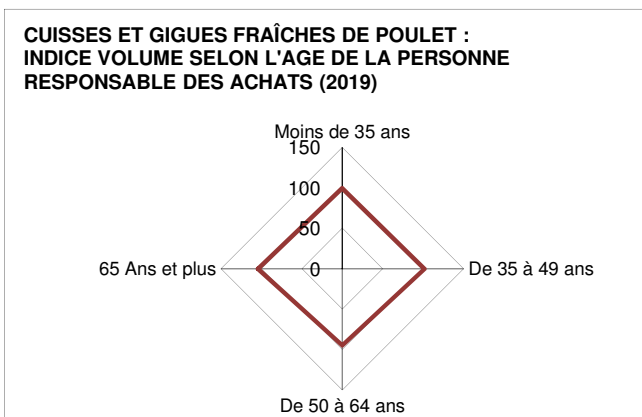 CUISSES ET GIGUES FRAÎCHES DE POULET :
INDICE VOLUME SELON L'AGE DE LA PERSONNE
RESPONSABLE DES ACHATS (2019)
Moins de 35 ans
150
100
50
65 Ans et plus
0
De 35 à 49 ans
De 50 à 64 ans